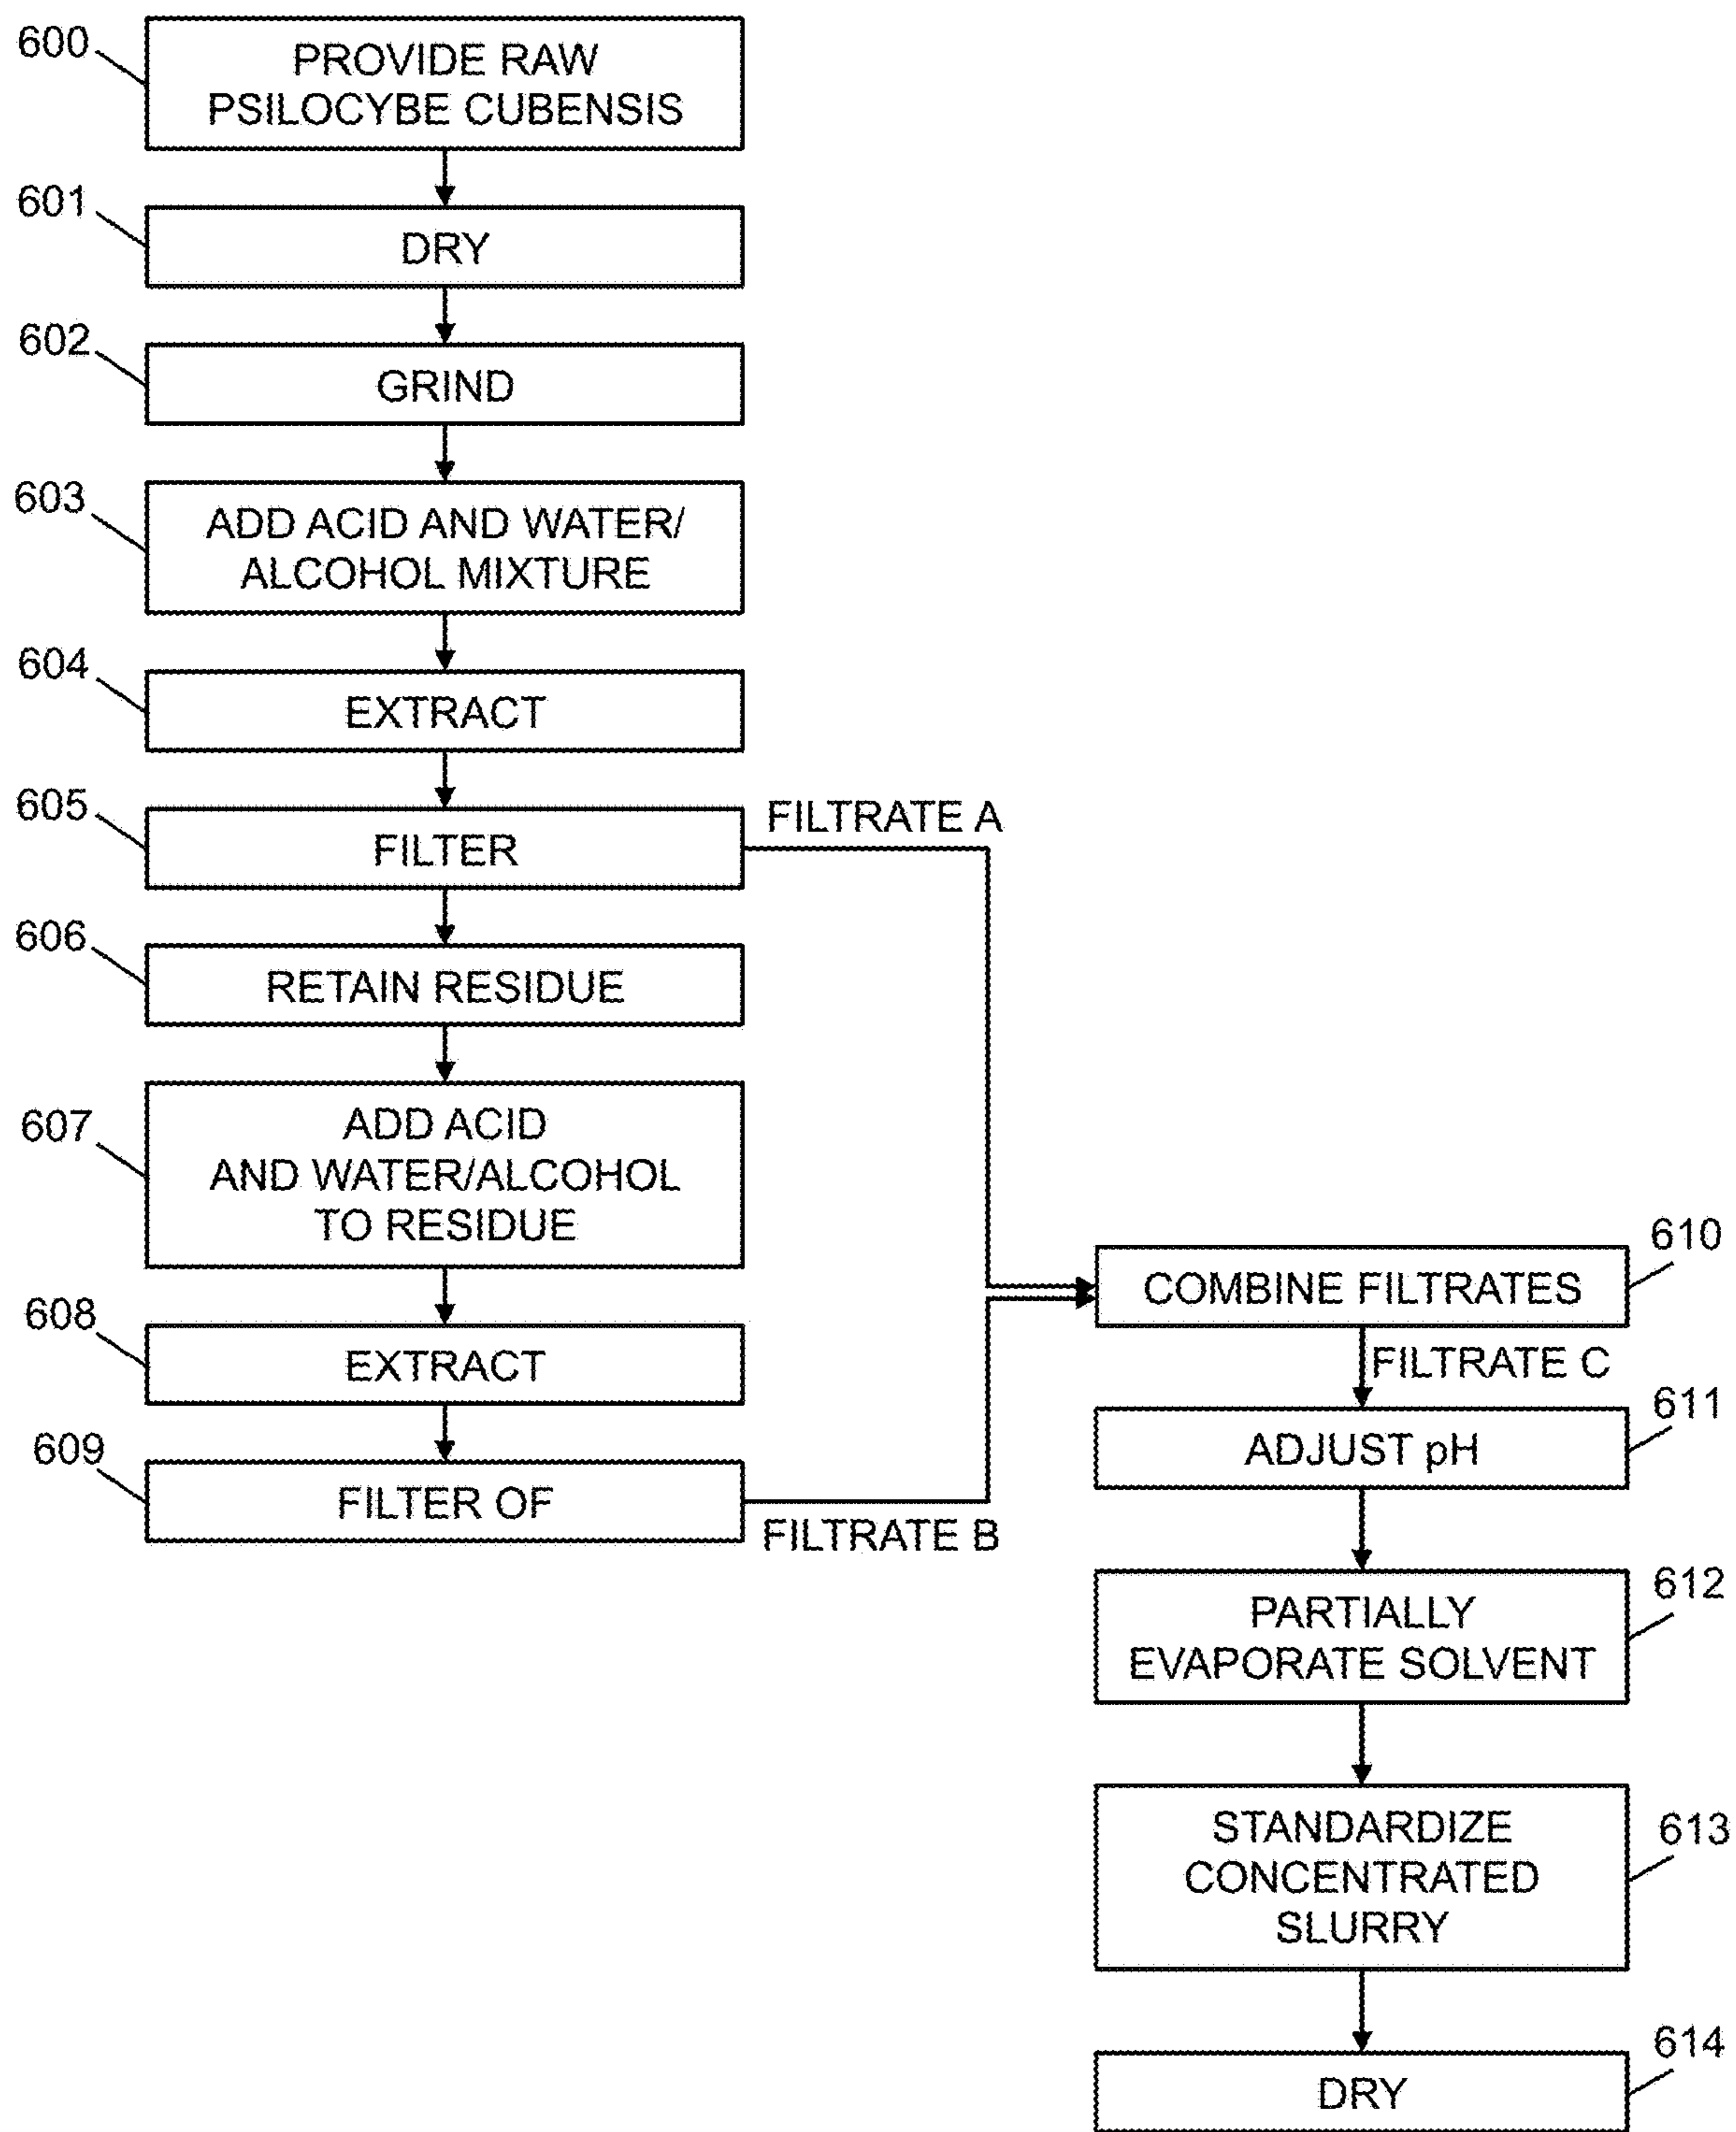 600
PROVIDE RAW
PSILOCYBE CUBENSIS
601
DRY
602
GRIND
603
ADD ACID AND WATER/
ALCOHOL MIXTURE
604
EXTRACT
605
FILTER
FILTRATE A
606
RETAIN RESIDUE
607
ADD ACID
AND WATER/ALCOHOL
TO RESIDUE
608
EXTRACT
609
FILTER OF
FILTRATE B
610
COMBINE FILTRATES
FILTRATE C
611
ADJUST pH
612
PARTIALLY
EVAPORATE SOLVENT
613
STANDARDIZE
CONCENTRATED
SLURRY
614
DRY